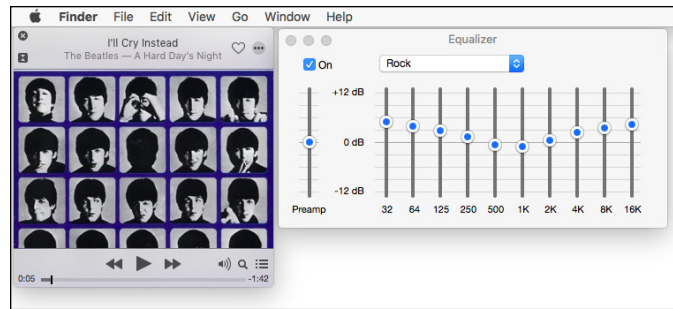 Finder File Edit View Go Window Help
I'll Cry Instead
The Beatles — A Hard Day's Night
0:05
-1:42
Equalizer
On
Rock
+12 dB
0 dB
-12 dB
Preamp 32 64 125 250 500 1K 2K 4K 8K 16K